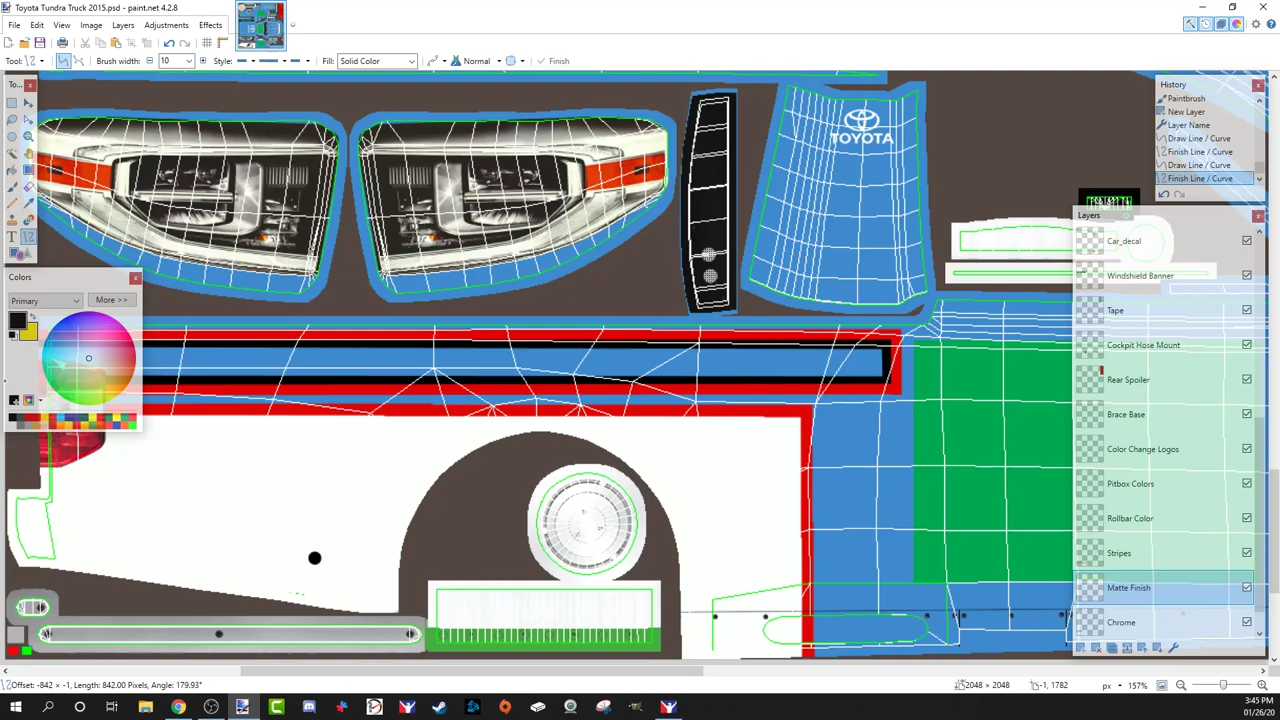 Toyota Tundra Truck 2015.psd - paint.net 4.2.8
File Edit View Image Layers Adjustments Effects
Tool: Brush width: 10 Style: Fill: Solid Color Normal Finish
To...
History
Paintbrush
New Layer
Layer Name
Draw Line / Curve
Finish Line / Curve
Draw Line / Curve
Finish Line / Curve
TOYOTA
Layers
Car_decal
Windshield Banner
Tape
Cockpit Hose Mount
Rear Spoiler
Brace Base
Color Change Logos
Pitbox Colors
Rollbar Color
Stripes
Matte Finish
Chrome
Colors
Primary More >>
Offset: -842 × -1, Length: 842.00 Pixels, Angle: 179.93°
2048 × 2048 -1, 1782 px 157%
3:45 PM
01/26/20